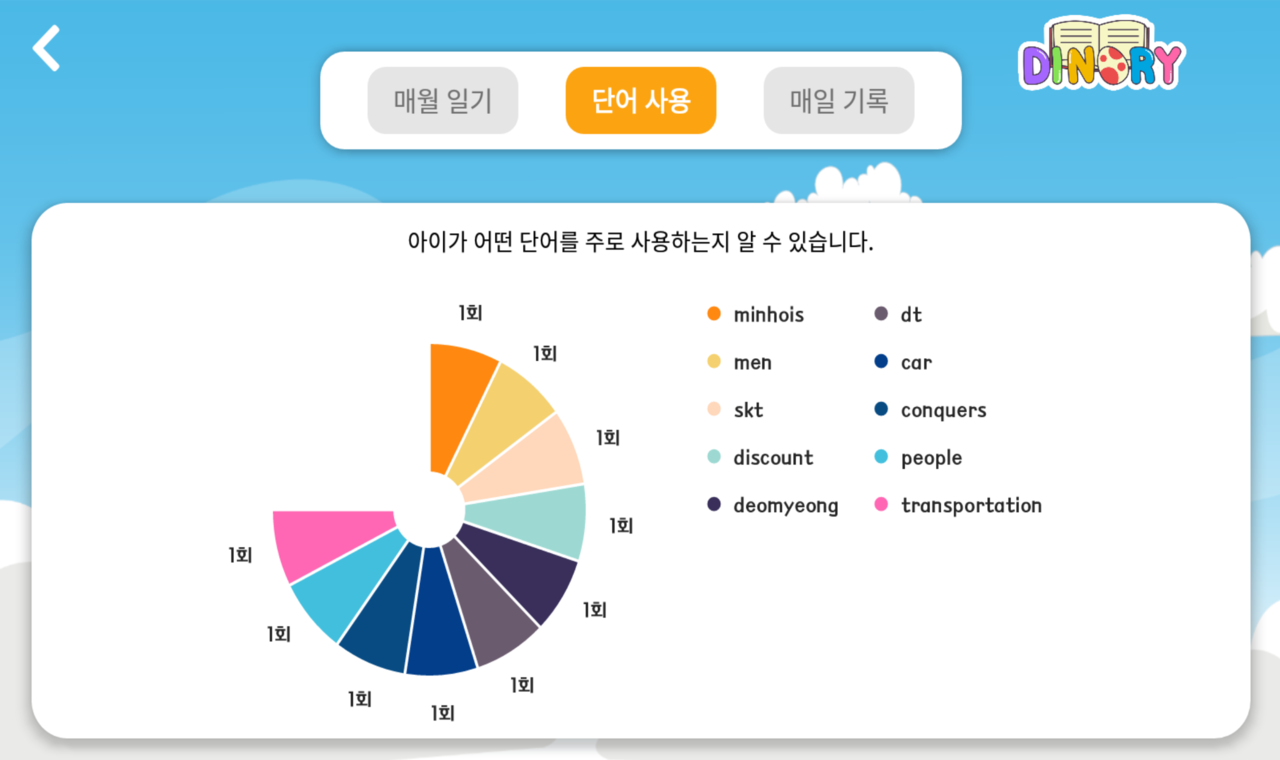 DINORY
매월 일기
단어 사용
매일 기록
아이가 어떤 단어를 주로 사용하는지 알 수 있습니다.
1회
1회
1회
1회
1회
1회
1회
1회
1회
1회
minhois
men
skt
discount
deomyeong
dt
car
conquers
people
transportation